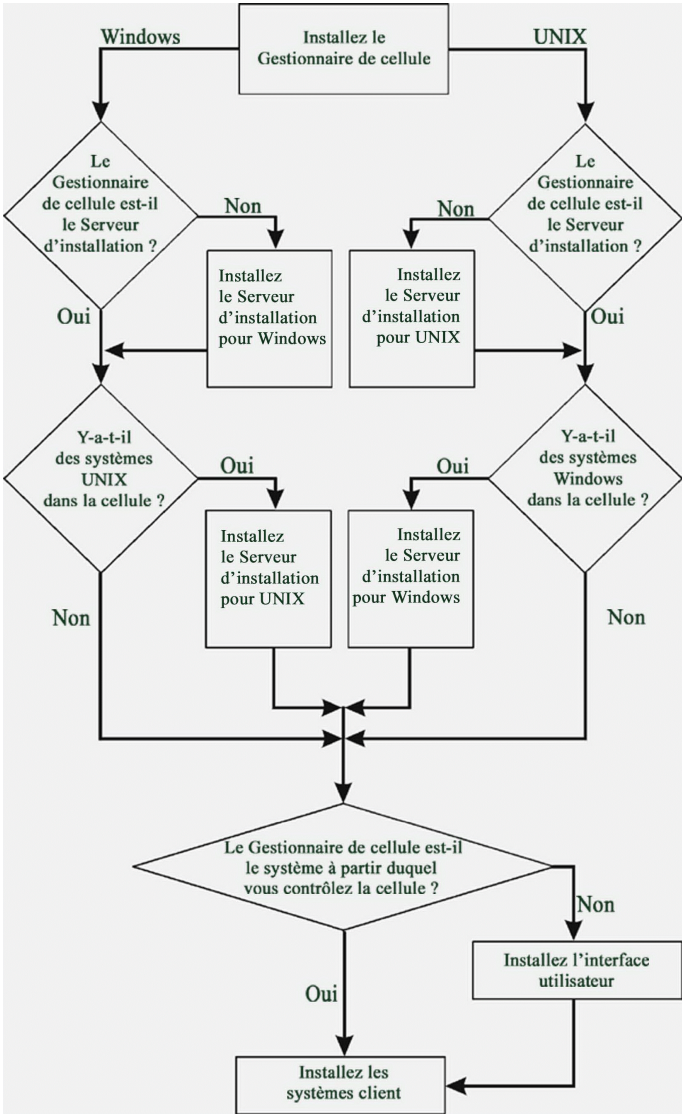 Windows
Installez le
Gestionnaire de cellule
UNIX
Le
Gestionnaire
de cellule est-il
le Serveur
d'installation ?
Non
Oui
Installez
le Serveur
d'installation
pour Windows
Le
Gestionnaire
de cellule est-il
le Serveur
d'installation ?
Non
Oui
Installez
le Serveur
d'installation
pour UNIX
Y-a-t-il
des systèmes
UNIX
dans la cellule ?
Oui
Non
Installez
le Serveur
d'installation
pour UNIX
Y-a-t-il
des systèmes
Windows
dans la cellule ?
Oui
Non
Installez
le Serveur
d'installation
pour Windows
Le Gestionnaire de cellule est-il
le système à partir duquel
vous contrôlez la cellule ?
Non
Installez l'interface
utilisateur
Oui
Installez les
systèmes client